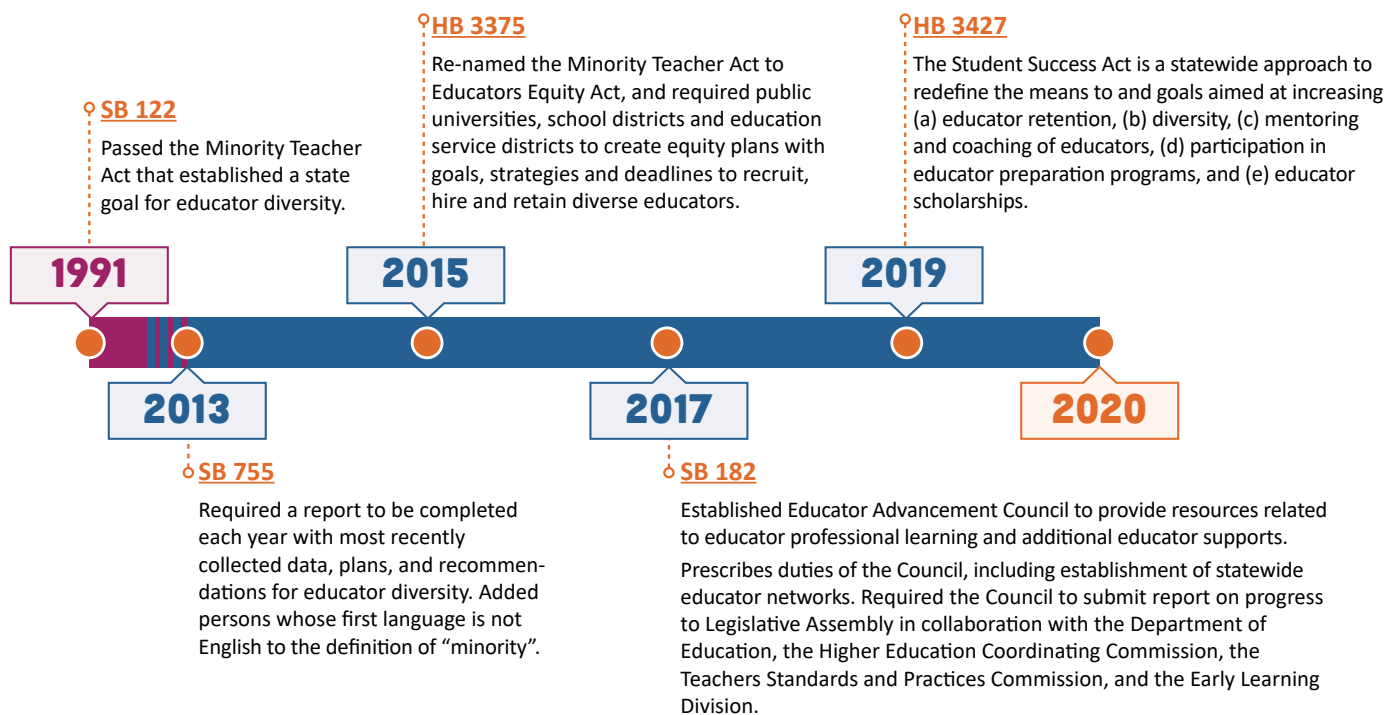 1991
SB 122
Passed the Minority Teacher
Act that established a state
goal for educator diversity.
2013
SB 755
Required a report to be completed
each year with most recently
collected data, plans, and recommen-
dations for educator diversity. Added
persons whose first language is not
English to the definition of “minority”.
2015
HB 3375
Re-named the Minority Teacher Act to
Educators Equity Act, and required public
universities, school districts and education
service districts to create equity plans with
goals, strategies and deadlines to recruit,
hire and retain diverse educators.
2017
SB 182
Established Educator Advancement Council to provide resources related
to educator professional learning and additional educator supports.
Prescribes duties of the Council, including establishment of statewide
educator networks. Required the Council to submit report on progress
to Legislative Assembly in collaboration with the Department of
Education, the Higher Education Coordinating Commission, the
Teachers Standards and Practices Commission, and the Early Learning
Division.
2019
HB 3427
The Student Success Act is a statewide approach to
redefine the means to and goals aimed at increasing
(a) educator retention, (b) diversity, (c) mentoring
and coaching of educators, (d) participation in
educator preparation programs, and (e) educator
scholarships.
2020